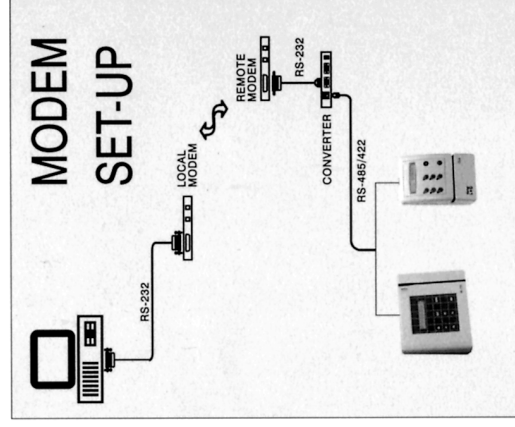 MODEM
SET-UP
RS-232
LOCAL
MODEM
REMOTE
MODEM
RS-232
CONVERTER
RS-485/422